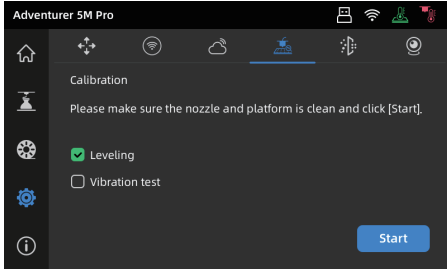 Adventurer 5M Pro
Calibration
Please make sure the nozzle and platform is clean and click [Start].
Leveling
Vibration test
Start